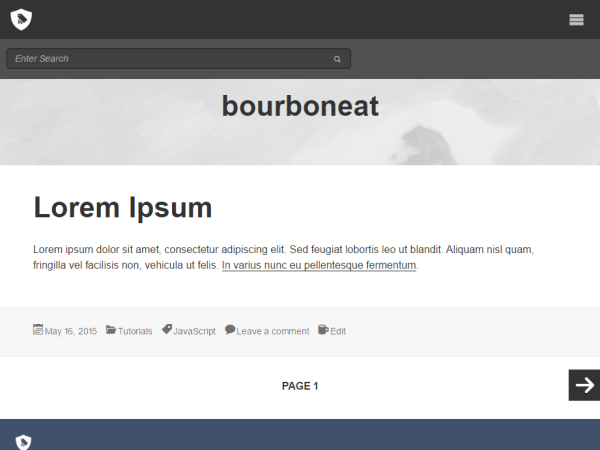 Enter Search
bourboneat
Lorem Ipsum
Lorem ipsum dolor sit amet, consectetur adipiscing elit. Sed feugiat lobortis leo ut blandit. Aliquam nisl quam,
fringilla vel facilisis non, vehicula ut felis. In varius nunc eu pellentesque fermentum.
May 16, 2015 Tutorials JavaScript Leave a comment Edit
PAGE 1